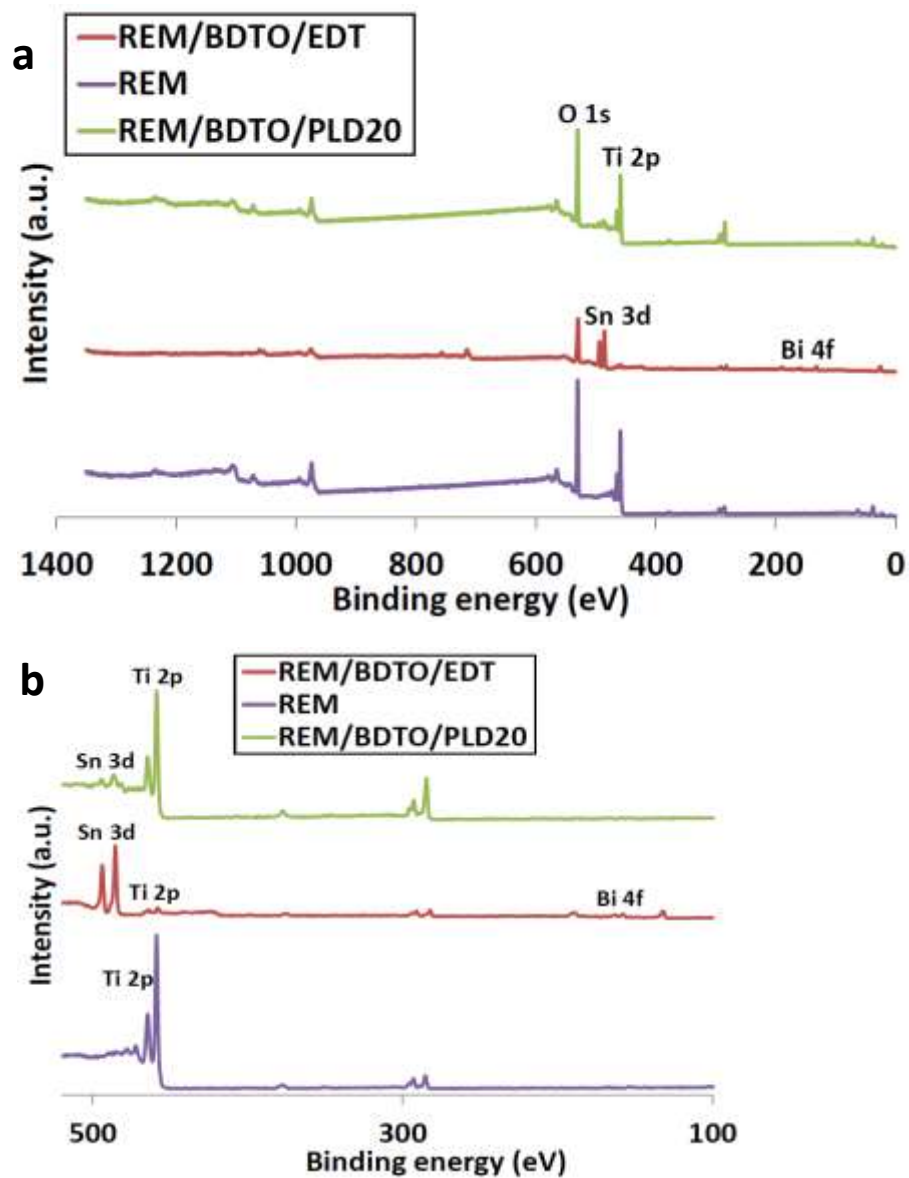 a
REM/BDTO/EDT
REM
REM/BDTO/PLD20
O 1s
Ti 2p
Sn 3d
Bi 4f
Intensity (a.u.)
1400 1200 1000 800 600 400 200 0
Binding energy (eV)
b
REM/BDTO/EDT
REM
REM/BDTO/PLD20
Ti 2p
Sn 3d
Sn 3d
Ti 2p
Bi 4f
Ti 2p
Intensity (a.u.)
500 300 100
Binding energy (eV)